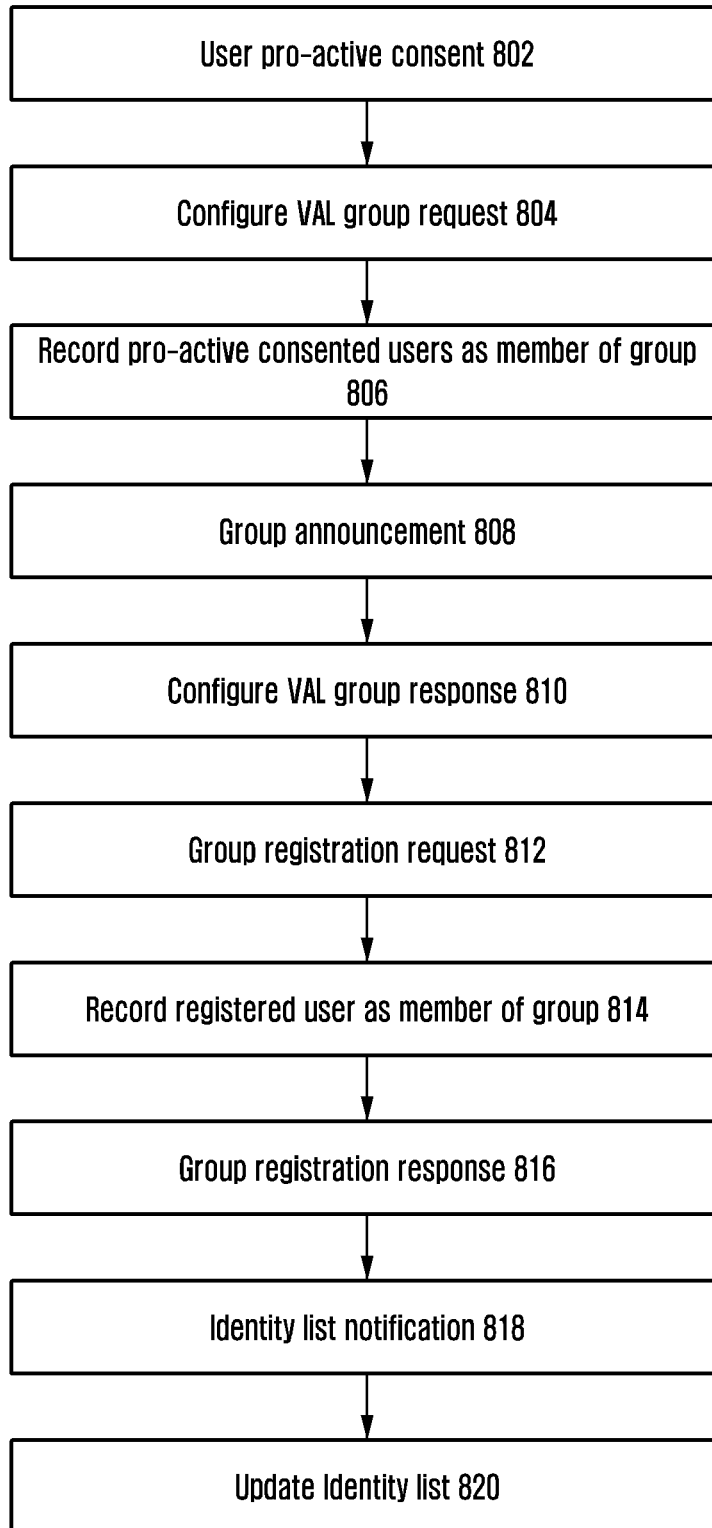 User pro-active consent 802
Configure VAL group request 804
Record pro-active consented users as member of group
806
Group announcement 808
Configure VAL group response 810
Group registration request 812
Record registered user as member of group 814
Group registration response 816
Identity list notification 818
Update Identity list 820